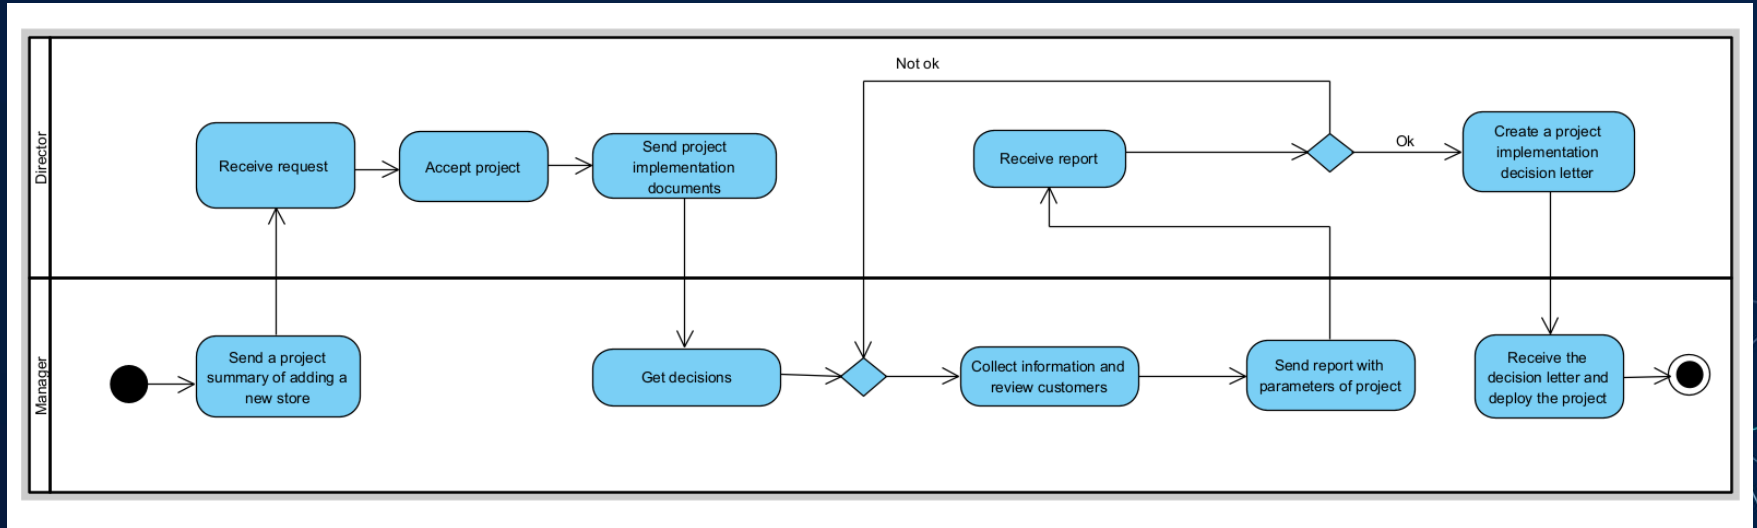 Director
Not ok
Receive request
Accept project
Send project
implementation
documents
Receive report
Ok
Create a project
implementation
decision letter
Manager
Send a project
summary of adding a
new store
Get decisions
Collect information and
review customers
Send report with
parameters of project
Receive the
decision letter and
deploy the project